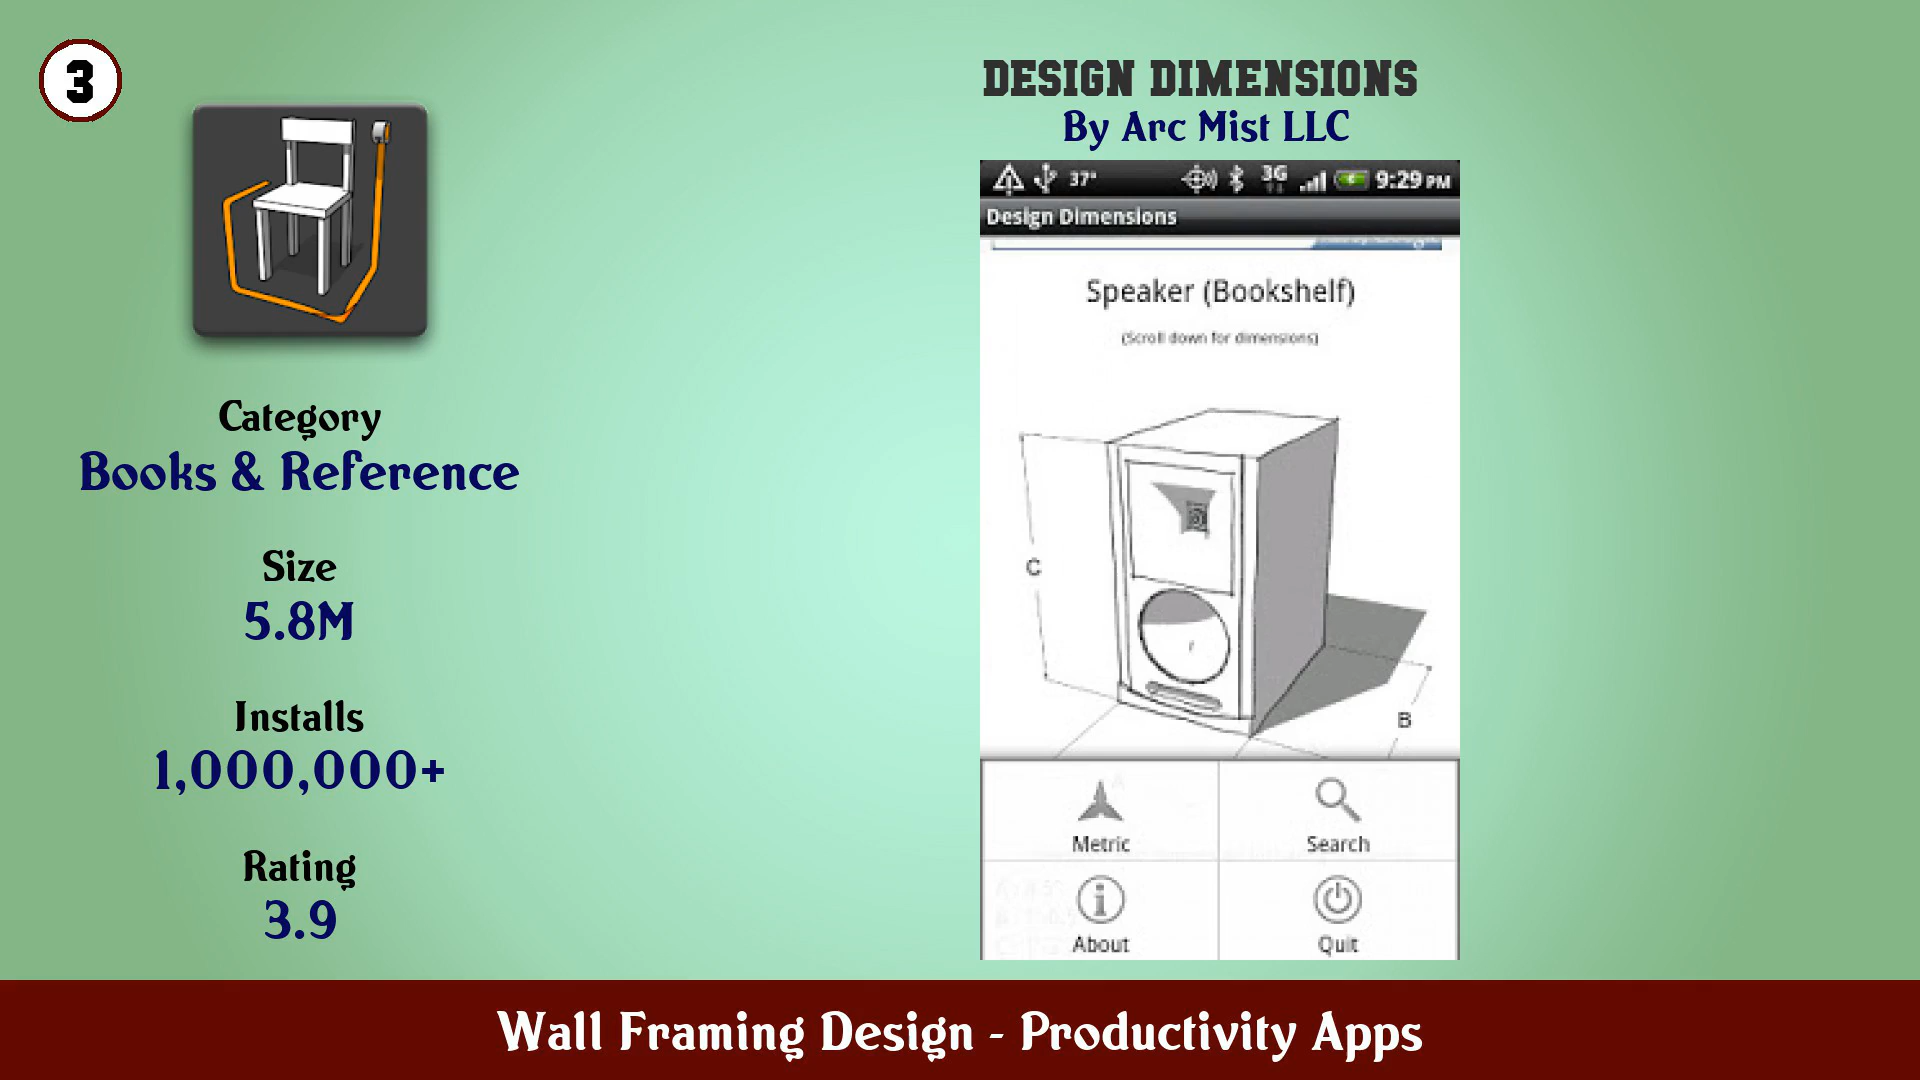 3
DESIGN DIMENSIONS
By Arc Mist LLC
37°
3G
9:29 PM
Design Dimensions
Speaker (Bookshelf)
(Scroll down for dimensions)
C
B
A
Metric
Search
About
Quit
Category
Books & Reference
Size
5.8M
Installs
1,000,000+
Rating
3.9
Wall Framing Design - Productivity Apps